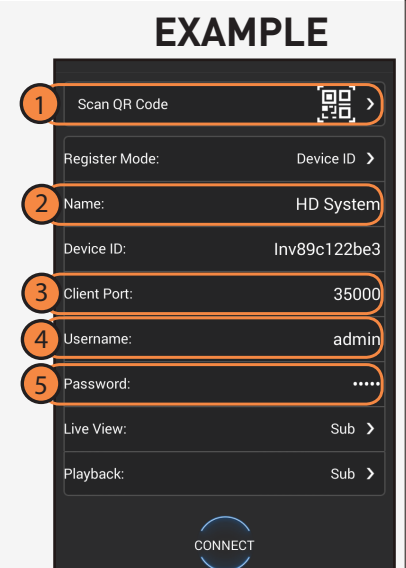 EXAMPLE
1 Scan QR Code >
Register Mode: Device ID >
2 Name: HD System
Device ID: Inv89c122be3
3 Client Port: 35000
4 Username: admin
5 Password: •••••
Live View: Sub >
Playback: Sub >
CONNECT